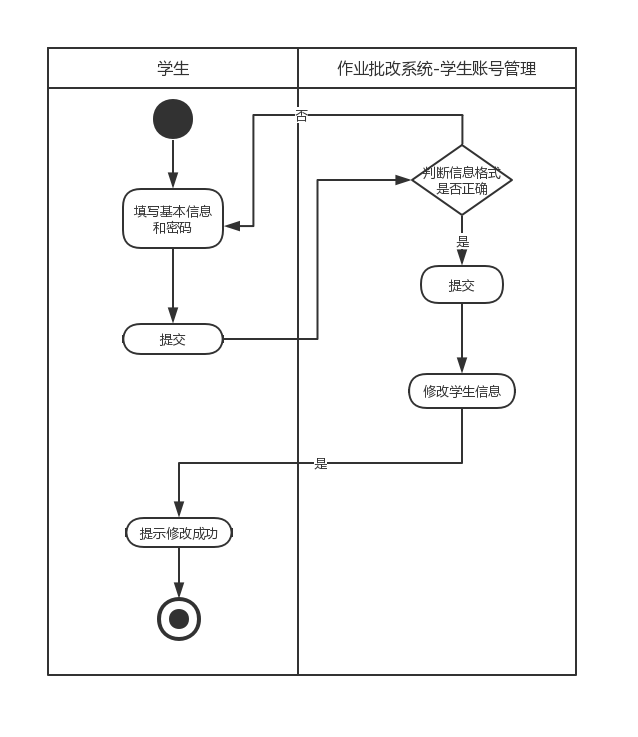 学生
作业批改系统-学生账号管理
否
判断信息格式
是否正确
填写基本信息
和密码
是
提交
提交
修改学生信息
是
提示修改成功